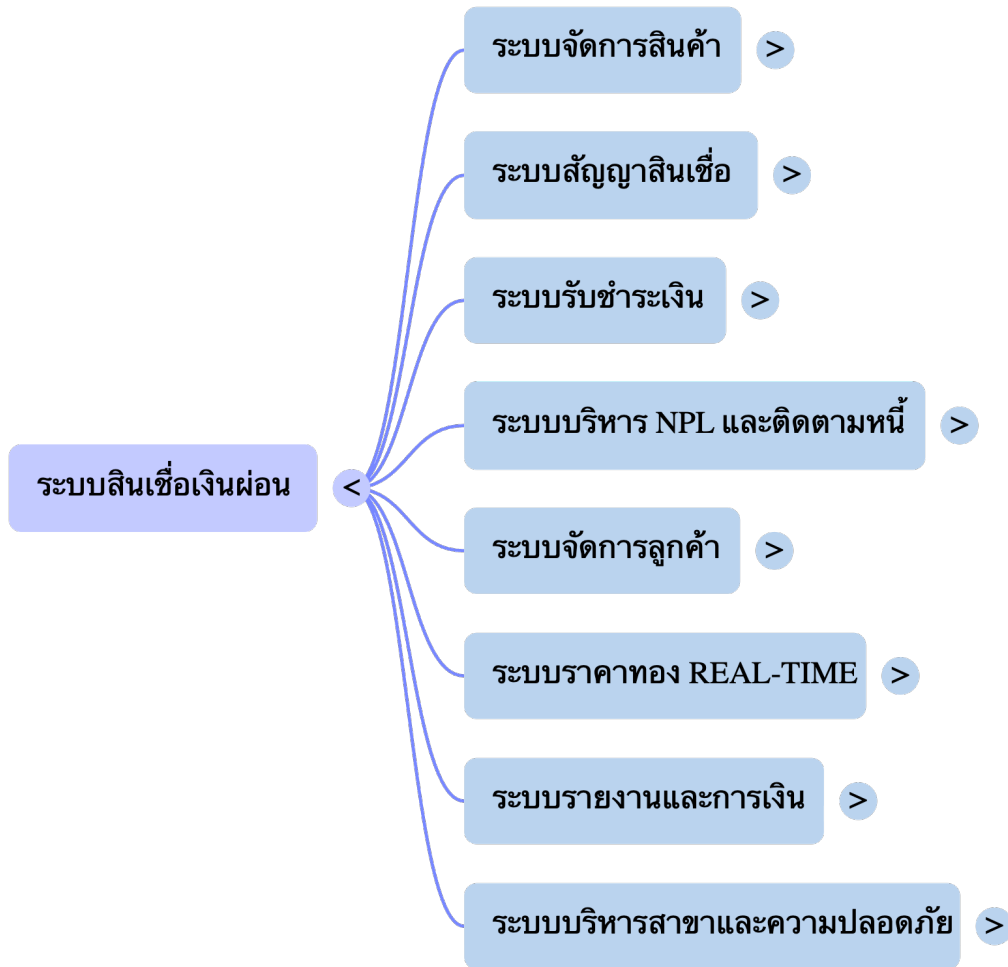 ระบบจัดการสินค้า >
ระบบสัญญาสินเชื่อ >
ระบบรับชำระเงิน >
ระบบบริหาร NPL และติดตามหนี้ >
ระบบสินเชื่อเงินผ่อน <
ระบบจัดการลูกค้า >
ระบบราคาทอง REAL-TIME >
ระบบรายงานและการเงิน >
ระบบบริหารสาขาและความปลอดภัย >